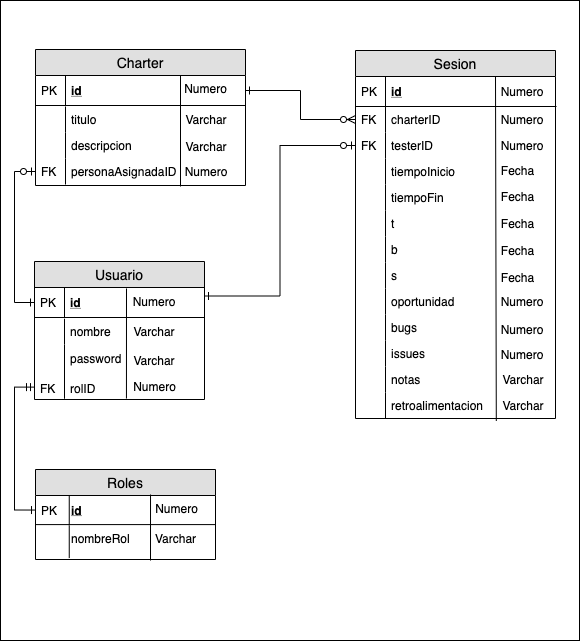 Charter
PK id Numero
titulo Varchar
descripcion Varchar
FK personaAsignadaID Numero
Sesion
PK id Numero
FK charterID Numero
FK testerID Numero
tiempoInicio Fecha
tiempoFin Fecha
t Fecha
b Fecha
s Fecha
oportunidad Numero
bugs Numero
issues Numero
notas Varchar
retroalimentacion Varchar
Usuario
PK id Numero
nombre Varchar
password Varchar
FK rolID Numero
Roles
PK id Numero
nombreRol Varchar